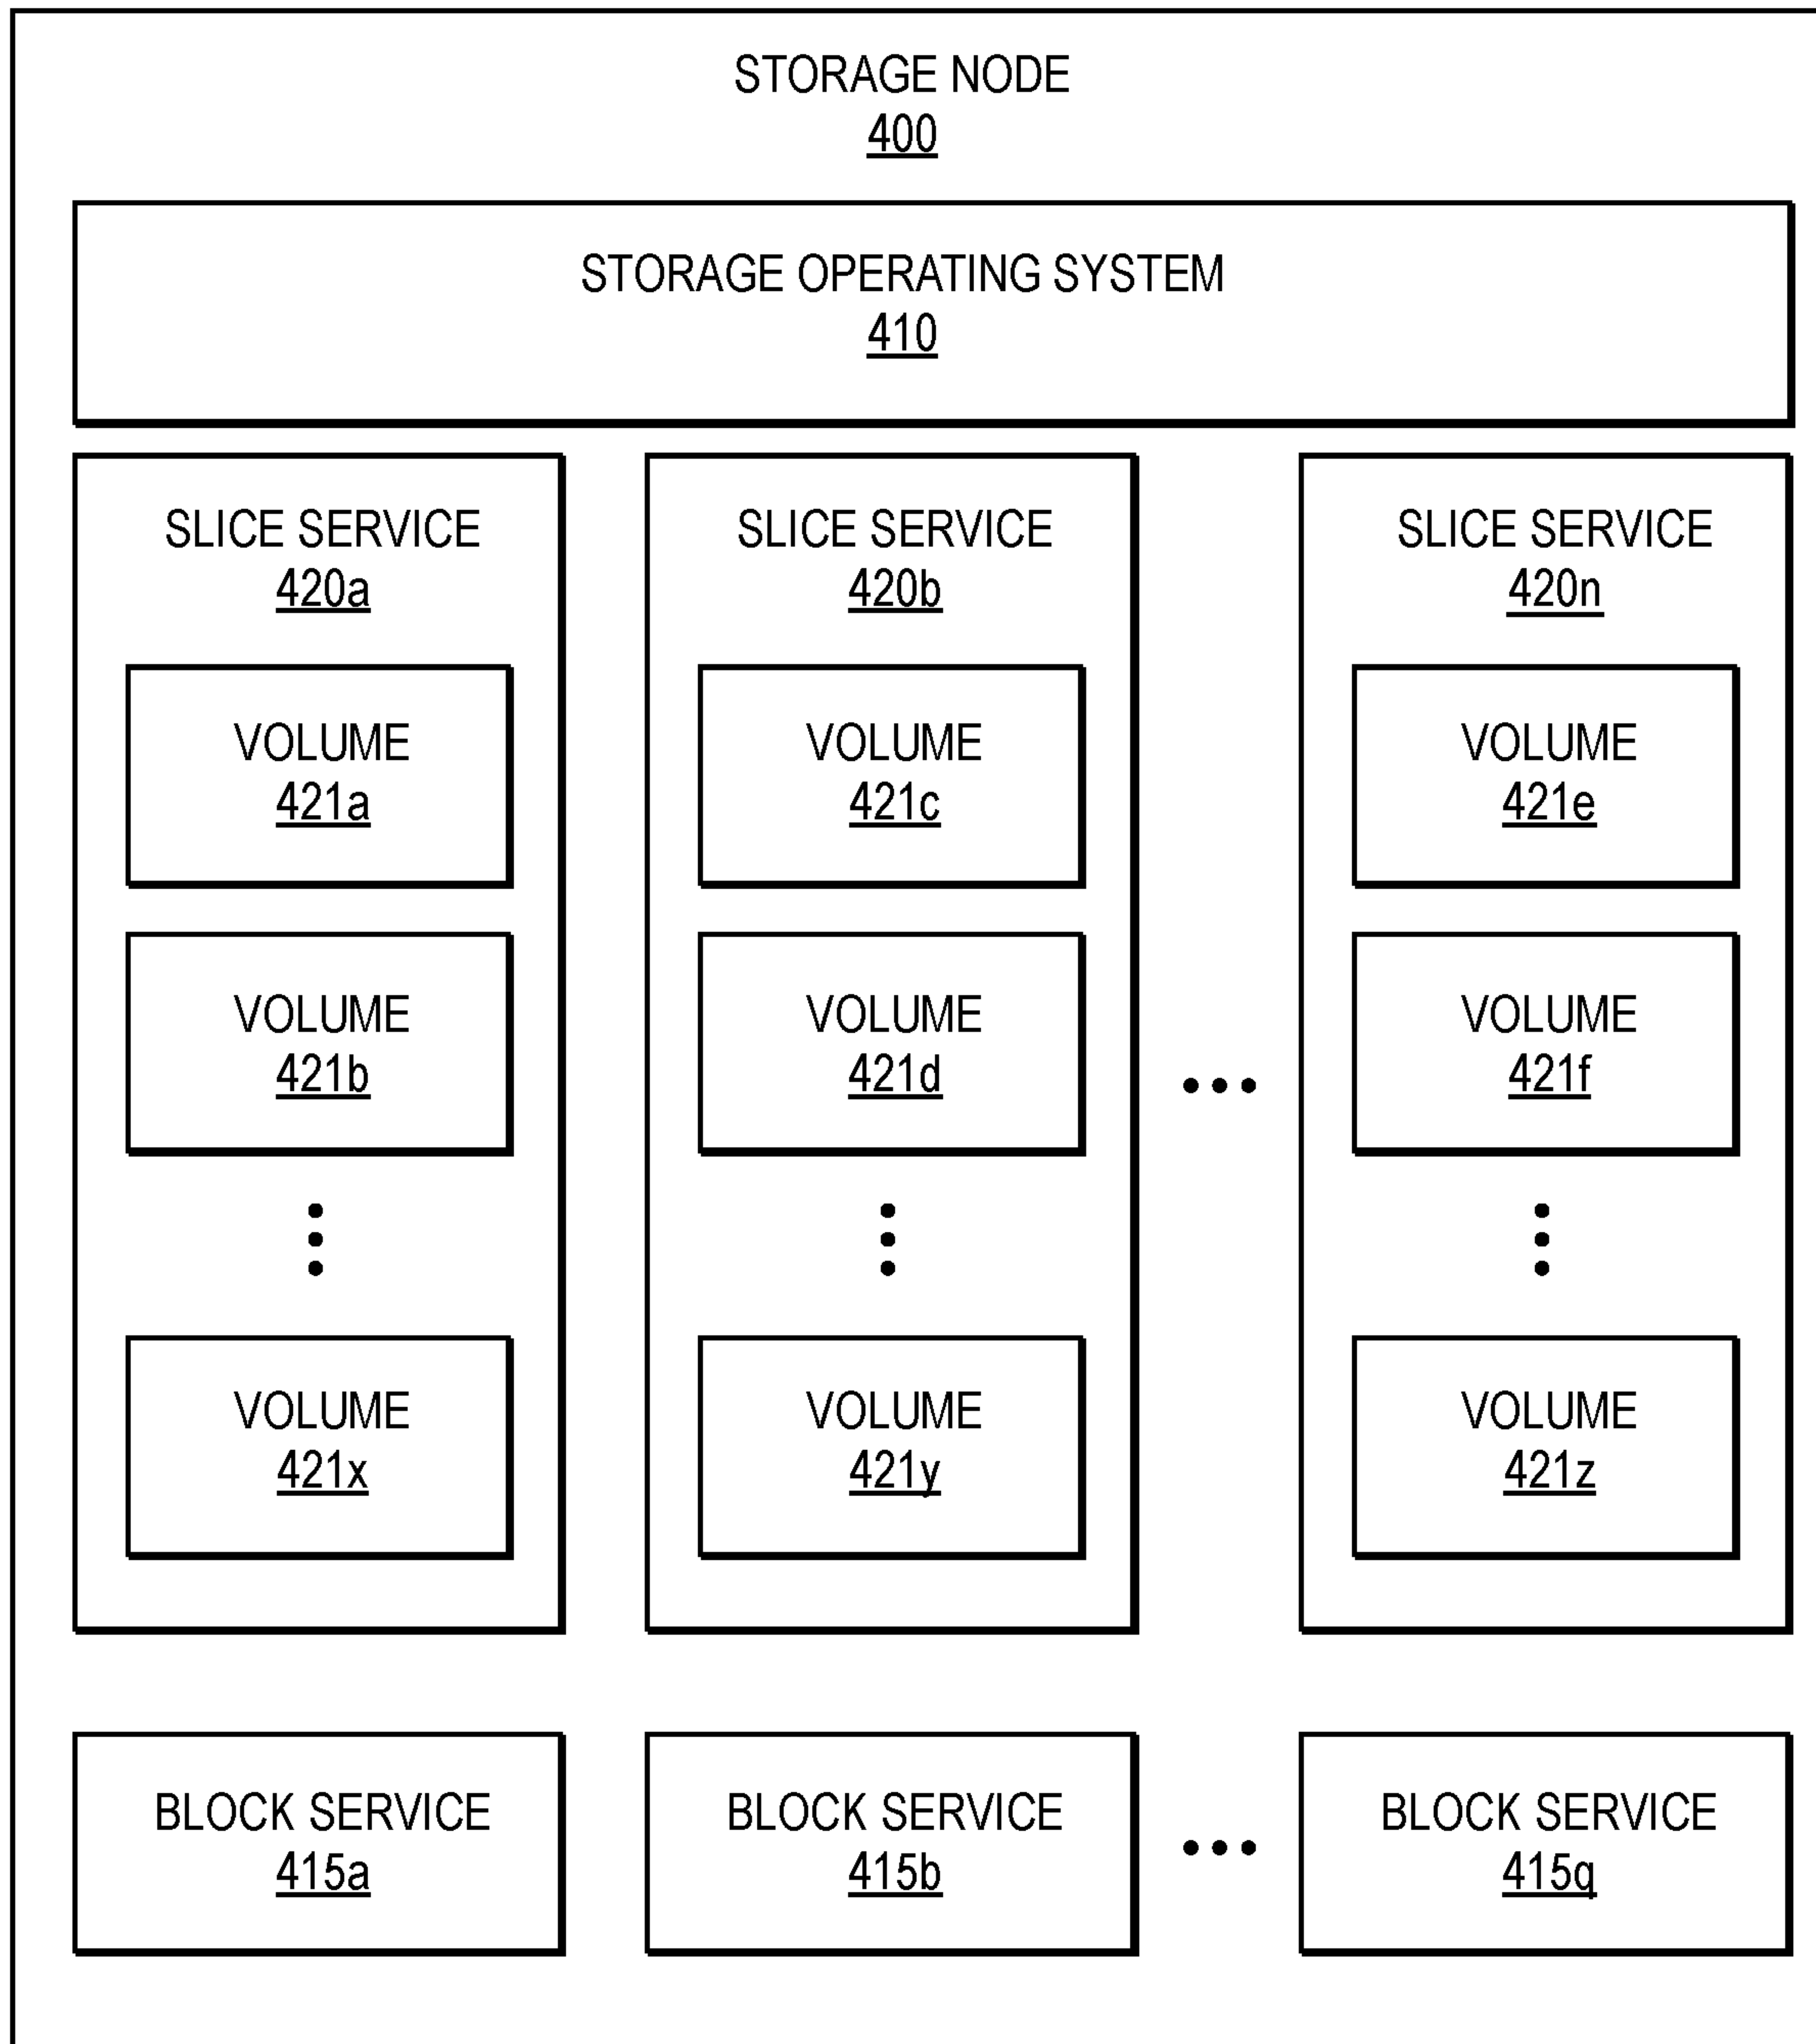 STORAGE NODE
400
STORAGE OPERATING SYSTEM
410
SLICE SERVICE
420a
VOLUME
421a
VOLUME
421b
VOLUME
421x
SLICE SERVICE
420b
VOLUME
421c
VOLUME
421d
VOLUME
421y
SLICE SERVICE
420n
VOLUME
421e
VOLUME
421f
VOLUME
421z
BLOCK SERVICE
415a
BLOCK SERVICE
415b
BLOCK SERVICE
415q